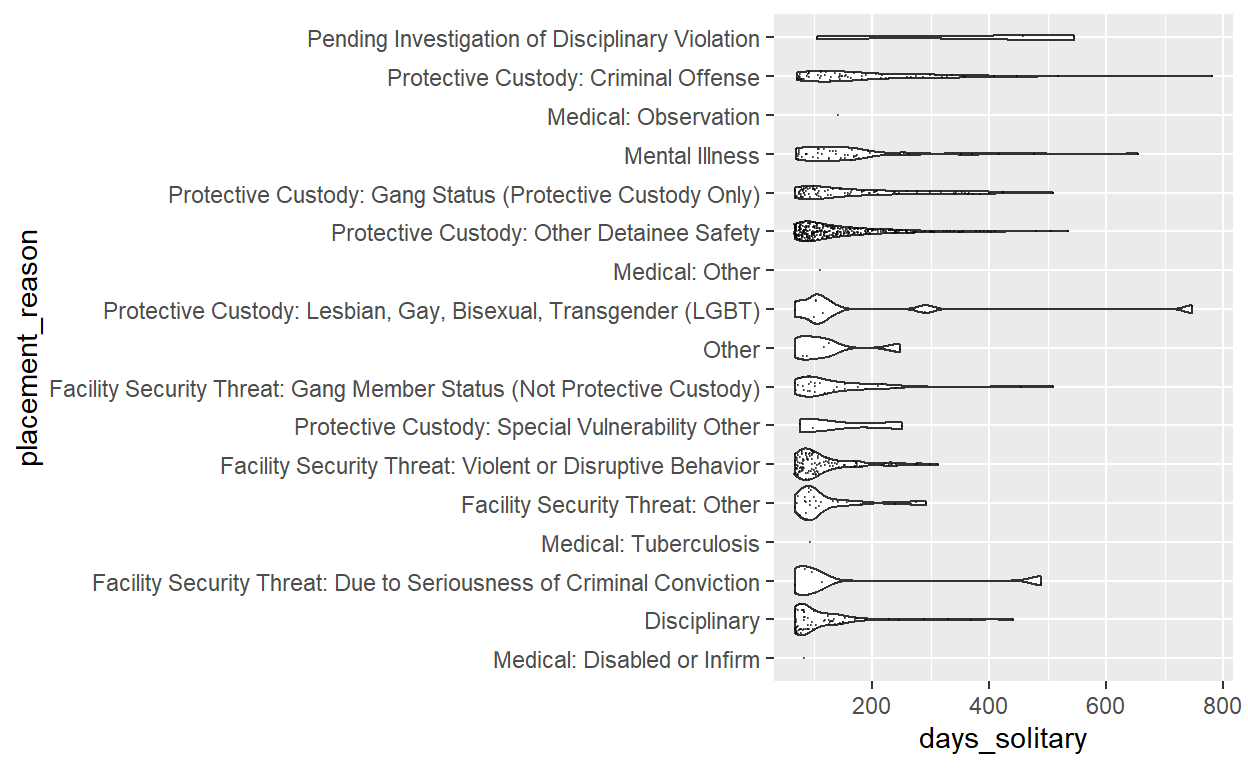 Pending Investigation of Disciplinary Violation
Protective Custody: Criminal Offense
Medical: Observation
Mental Illness
Protective Custody: Gang Status (Protective Custody Only)
Protective Custody: Other Detainee Safety
Medical: Other
Protective Custody: Lesbian, Gay, Bisexual, Transgender (LGBT)
Other
Facility Security Threat: Gang Member Status (Not Protective Custody)
Protective Custody: Special Vulnerability Other
Facility Security Threat: Violent or Disruptive Behavior
Facility Security Threat: Other
Medical: Tuberculosis
Facility Security Threat: Due to Seriousness of Criminal Conviction
Disciplinary
Medical: Disabled or Infirm
placement_reason
200 400 600 800
days_solitary